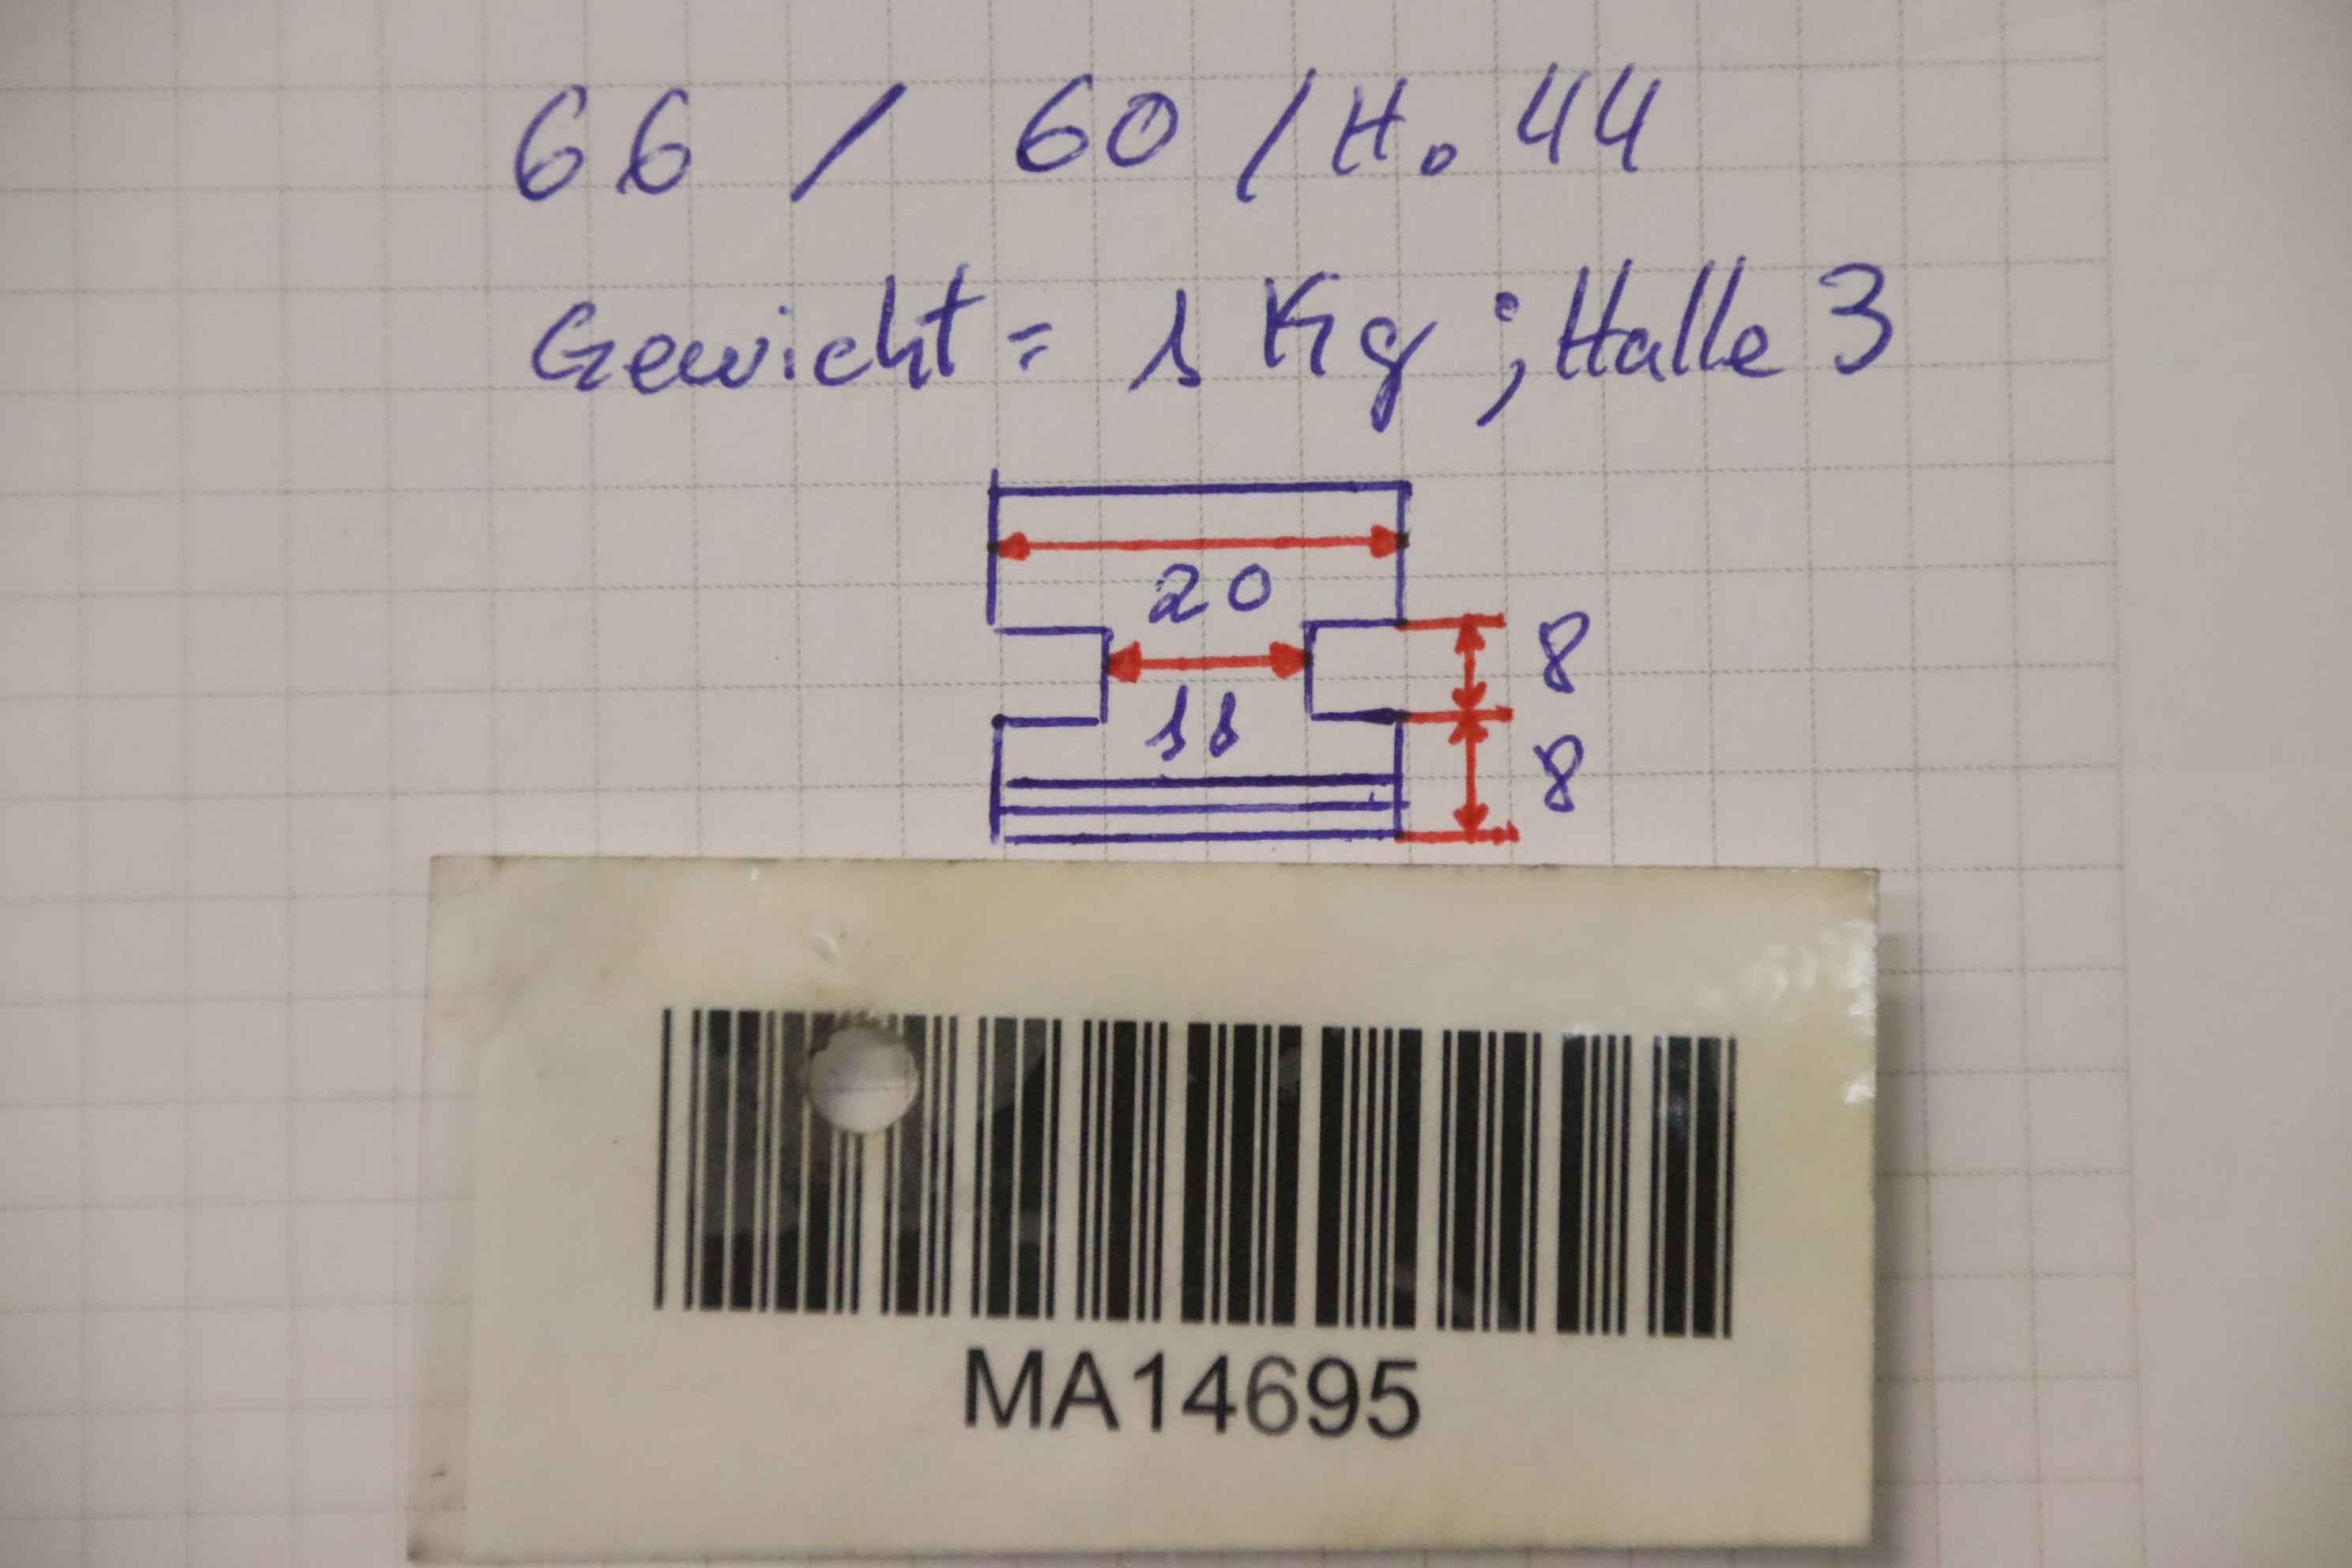 66 / 60 / H. 44
Gewicht = 1 Kg ; Halle 3
20
8
11
8
MA14695